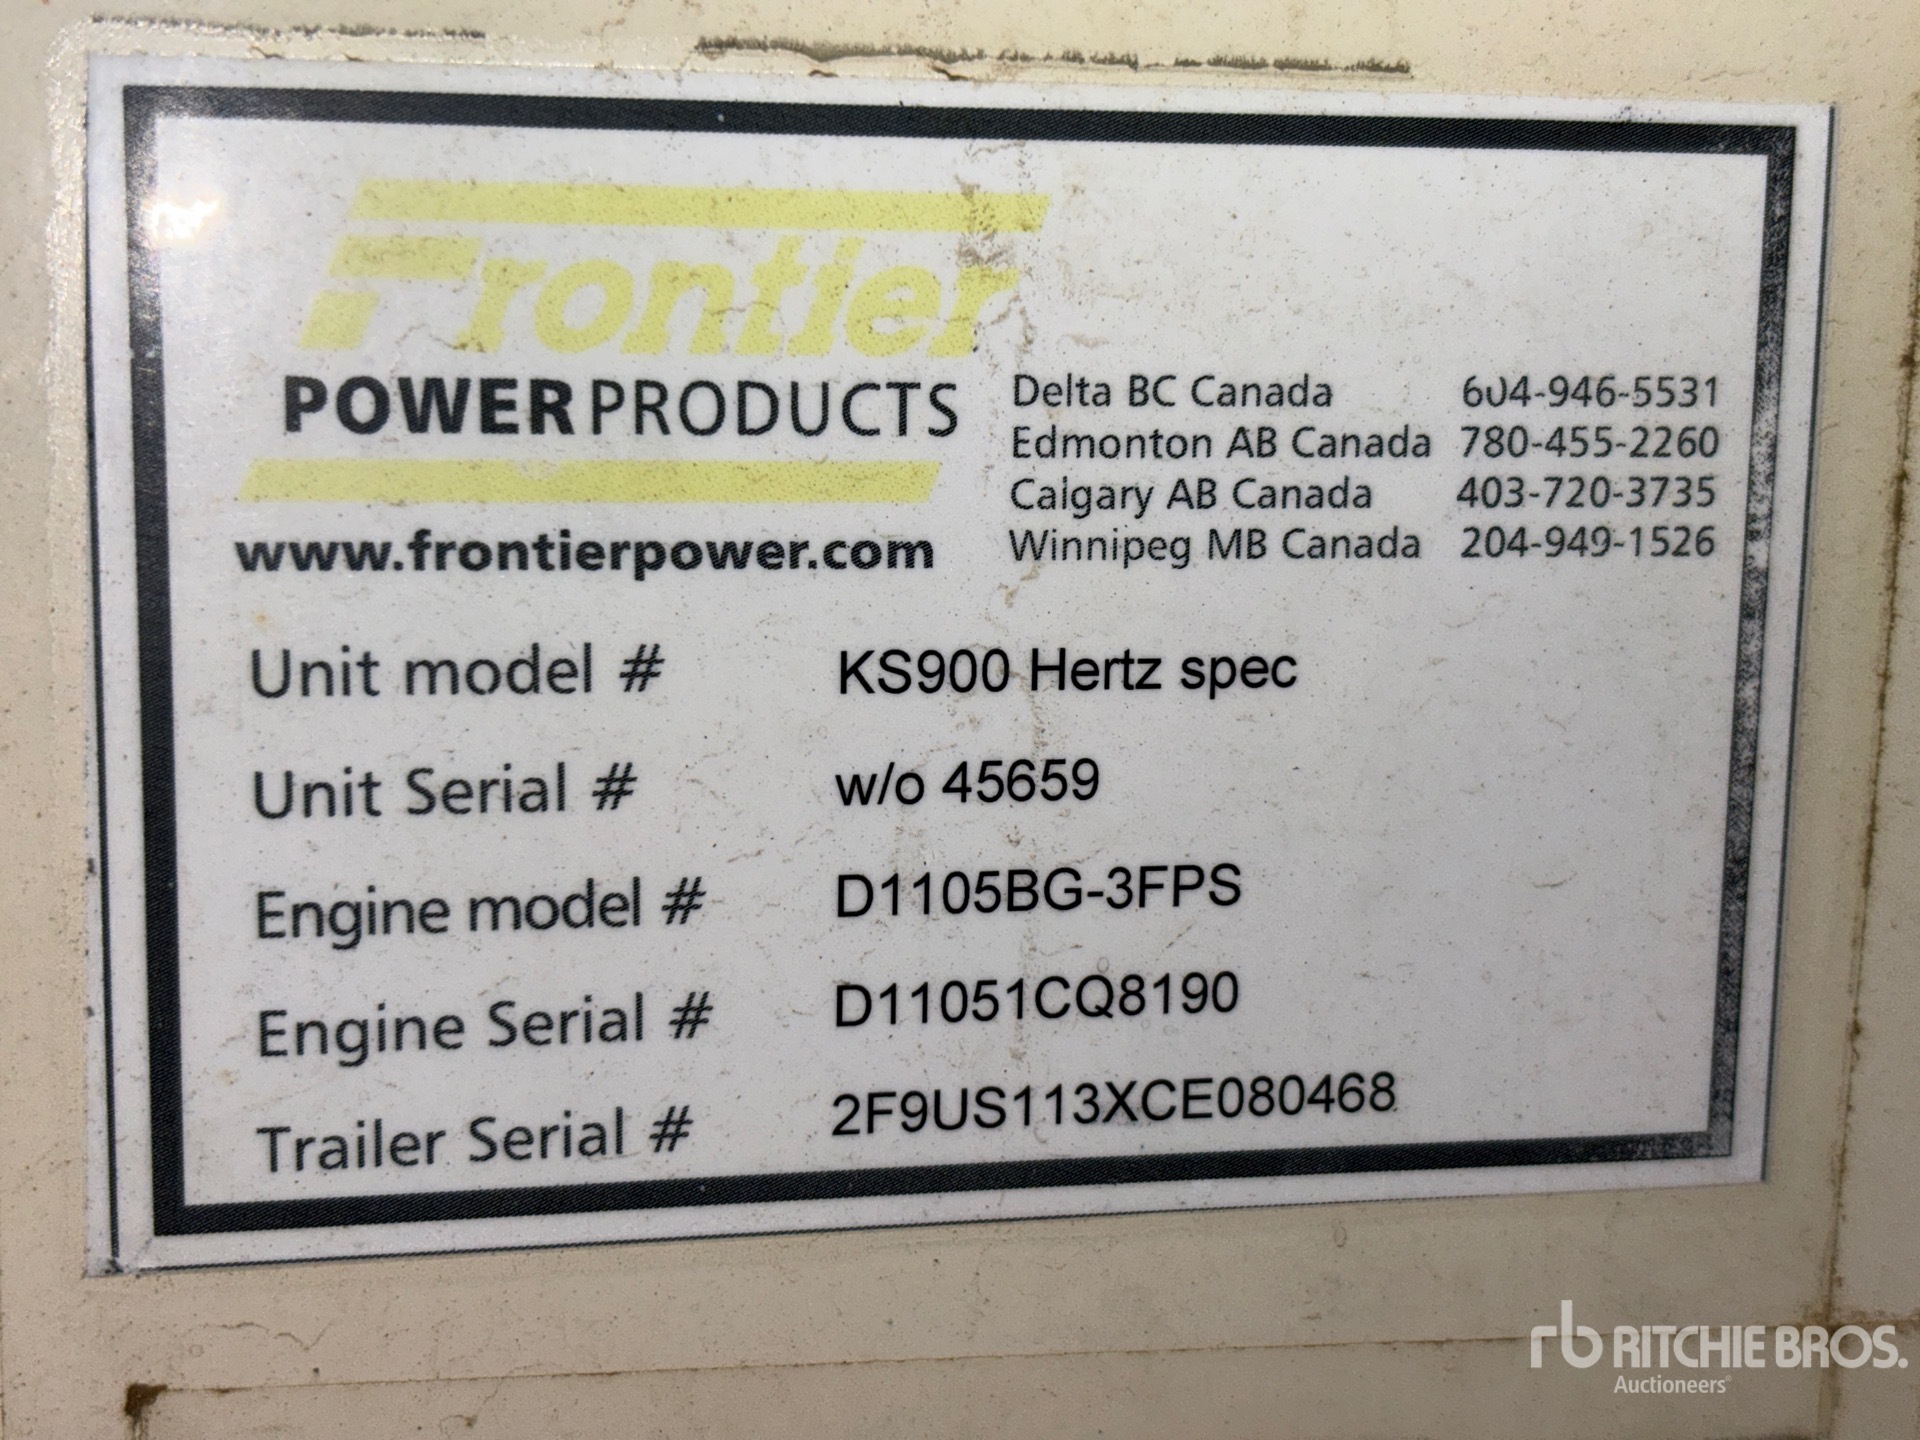 Frontier
POWERPRODUCTS
www.frontierpower.com
Delta BC Canada 604-946-5531
Edmonton AB Canada 780-455-2260
Calgary AB Canada 403-720-3735
Winnipeg MB Canada 204-949-1526
Unit model # KS900 Hertz spec
Unit Serial # w/o 45659
Engine model # D1105BG-3FPS
Engine Serial # D11051CQ8190
Trailer Serial # 2F9US113XCE080468
rb RITCHIE BROS.
Auctioneers